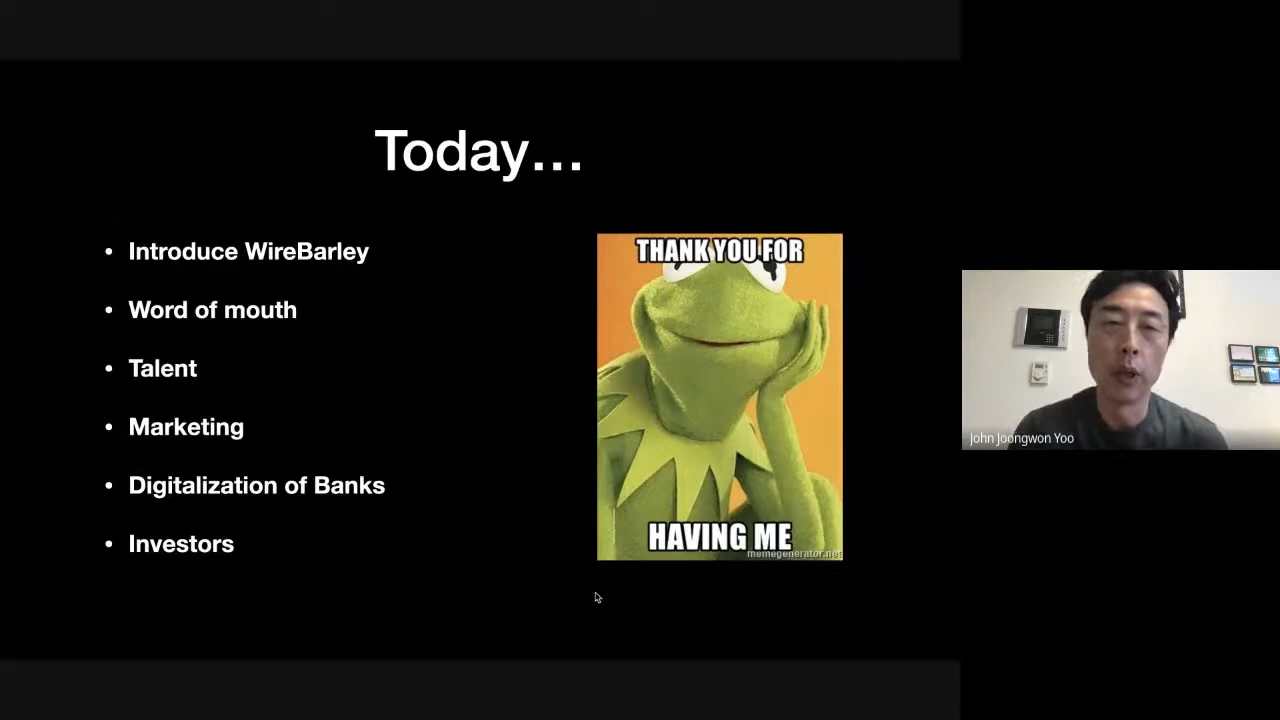 Today...
• Introduce WireBarley
• Word of mouth
• Talent
• Marketing
• Digitalization of Banks
• Investors
THANK YOU FOR
HAVING ME
memegenerator.net
John Joongwon Yoo